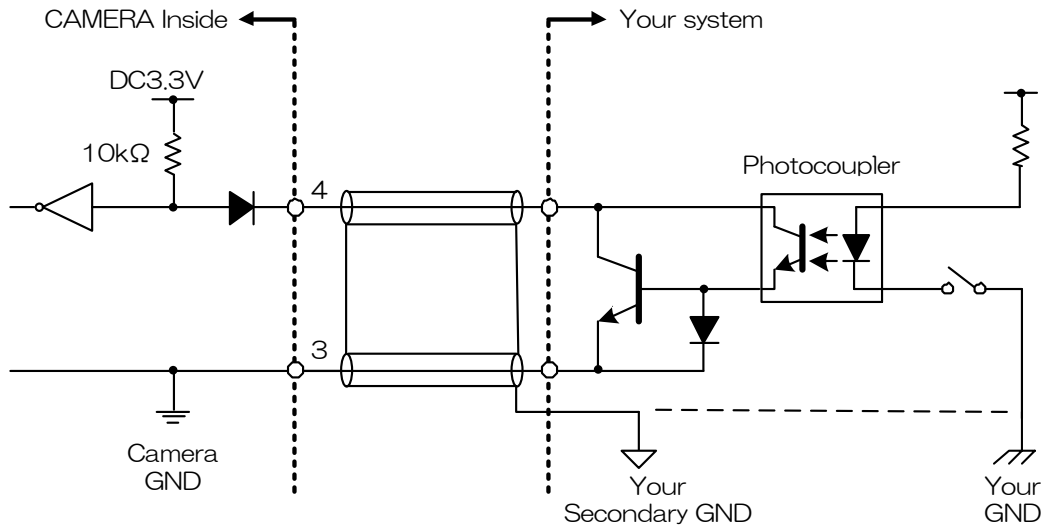 CAMERA Inside
Your system
DC3.3V
10kΩ
Photocoupler
4
3
Camera
GND
Your
Secondary GND
Your
GND